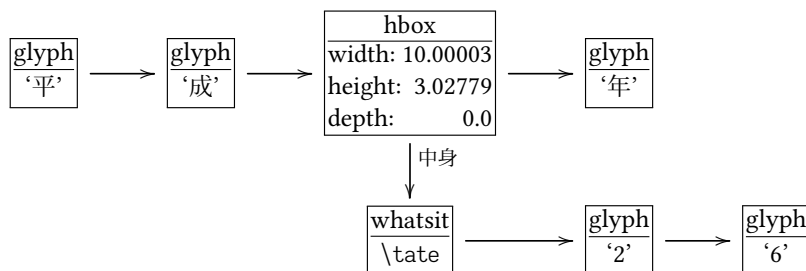 glyph
‘平’
glyph
‘成’
hbox
width: 10.00003
height: 3.02779
depth: 0.0
glyph
‘年’
中身
whatsit
\tate
glyph
‘2’
glyph
‘6’